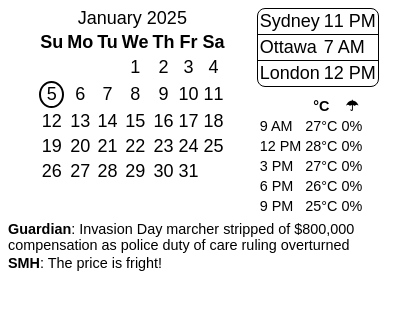 January 2025
Su Mo Tu We Th Fr Sa
1 2 3 4
5 6 7 8 9 10 11
12 13 14 15 16 17 18
19 20 21 22 23 24 25
26 27 28 29 30 31
Sydney 11 PM
Ottawa 7 AM
London 12 PM
°C ☂
9 AM 27°C 0%
12 PM 28°C 0%
3 PM 27°C 0%
6 PM 26°C 0%
9 PM 25°C 0%
Guardian: Invasion Day marcher stripped of $800,000
compensation as police duty of care ruling overturned
SMH: The price is fright!